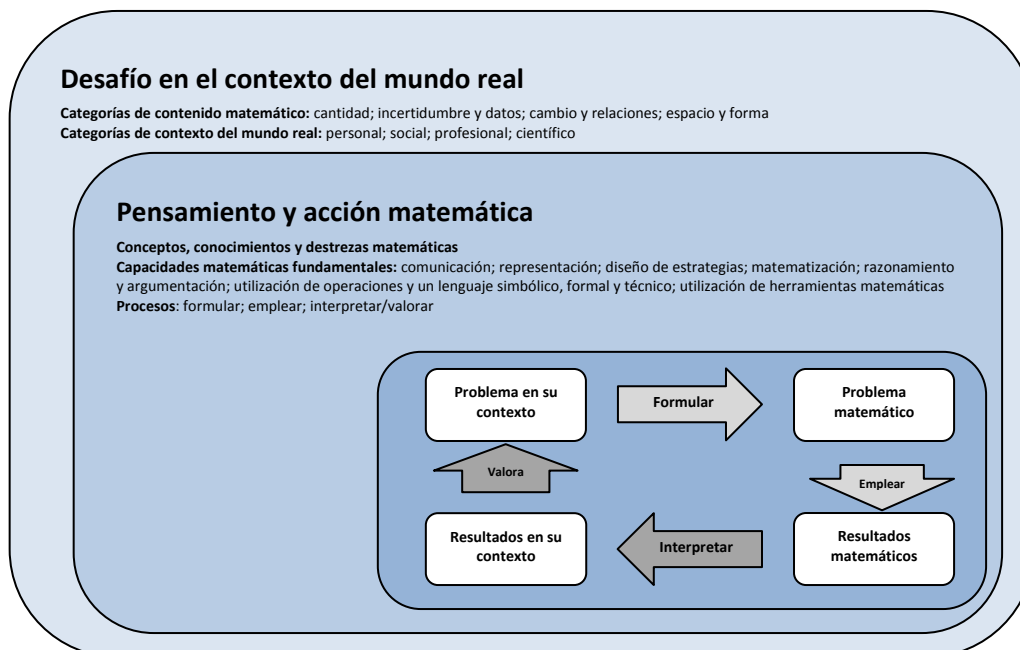 Desafío en el contexto del mundo real
Categorías de contenido matemático: cantidad; incertidumbre y datos; cambio y relaciones; espacio y forma
Categorías de contexto del mundo real: personal; social; profesional; científico
Pensamiento y acción matemática
Conceptos, conocimientos y destrezas matemáticas
Capacidades matemáticas fundamentales: comunicación; representación; diseño de estrategias; matematización; razonamiento
y argumentación; utilización de operaciones y un lenguaje simbólico, formal y técnico; utilización de herramientas matemáticas
Procesos: formular; emplear; interpretar/valorar
Problema en su
contexto
Formular
Problema
matemático
Valora
Emplear
Resultados en su
contexto
Interpretar
Resultados
matemáticos